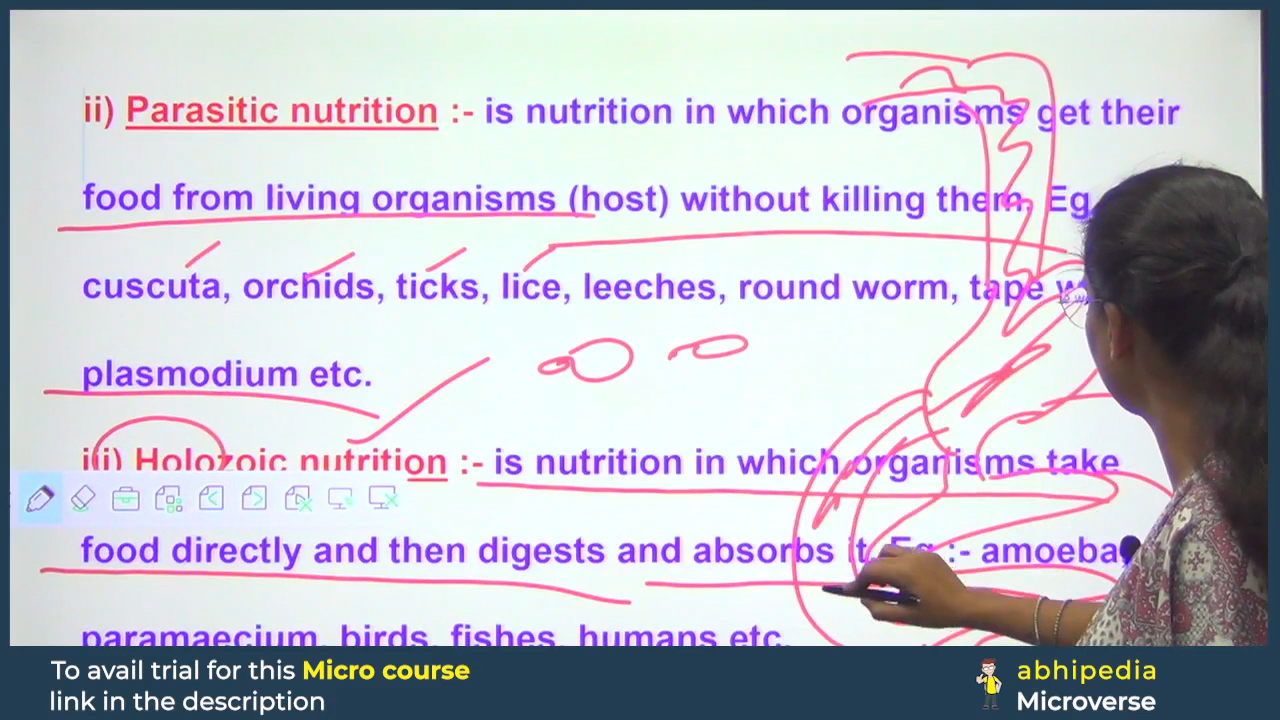 ii) Parasitic nutrition :- is nutrition in which organisms get their
food from living organisms (host) without killing them. Eg
cuscuta, orchids, ticks, lice, leeches, round worm, tape
plasmodium etc.
iii) Holozoic nutrition :- is nutrition in which organisms take
food directly and then digests and absorbs it. Eg :- amoeba
paramaecium, birds, fishes, humans etc.
To avail trial for this Micro course
link in the description
abhipedia
Microverse